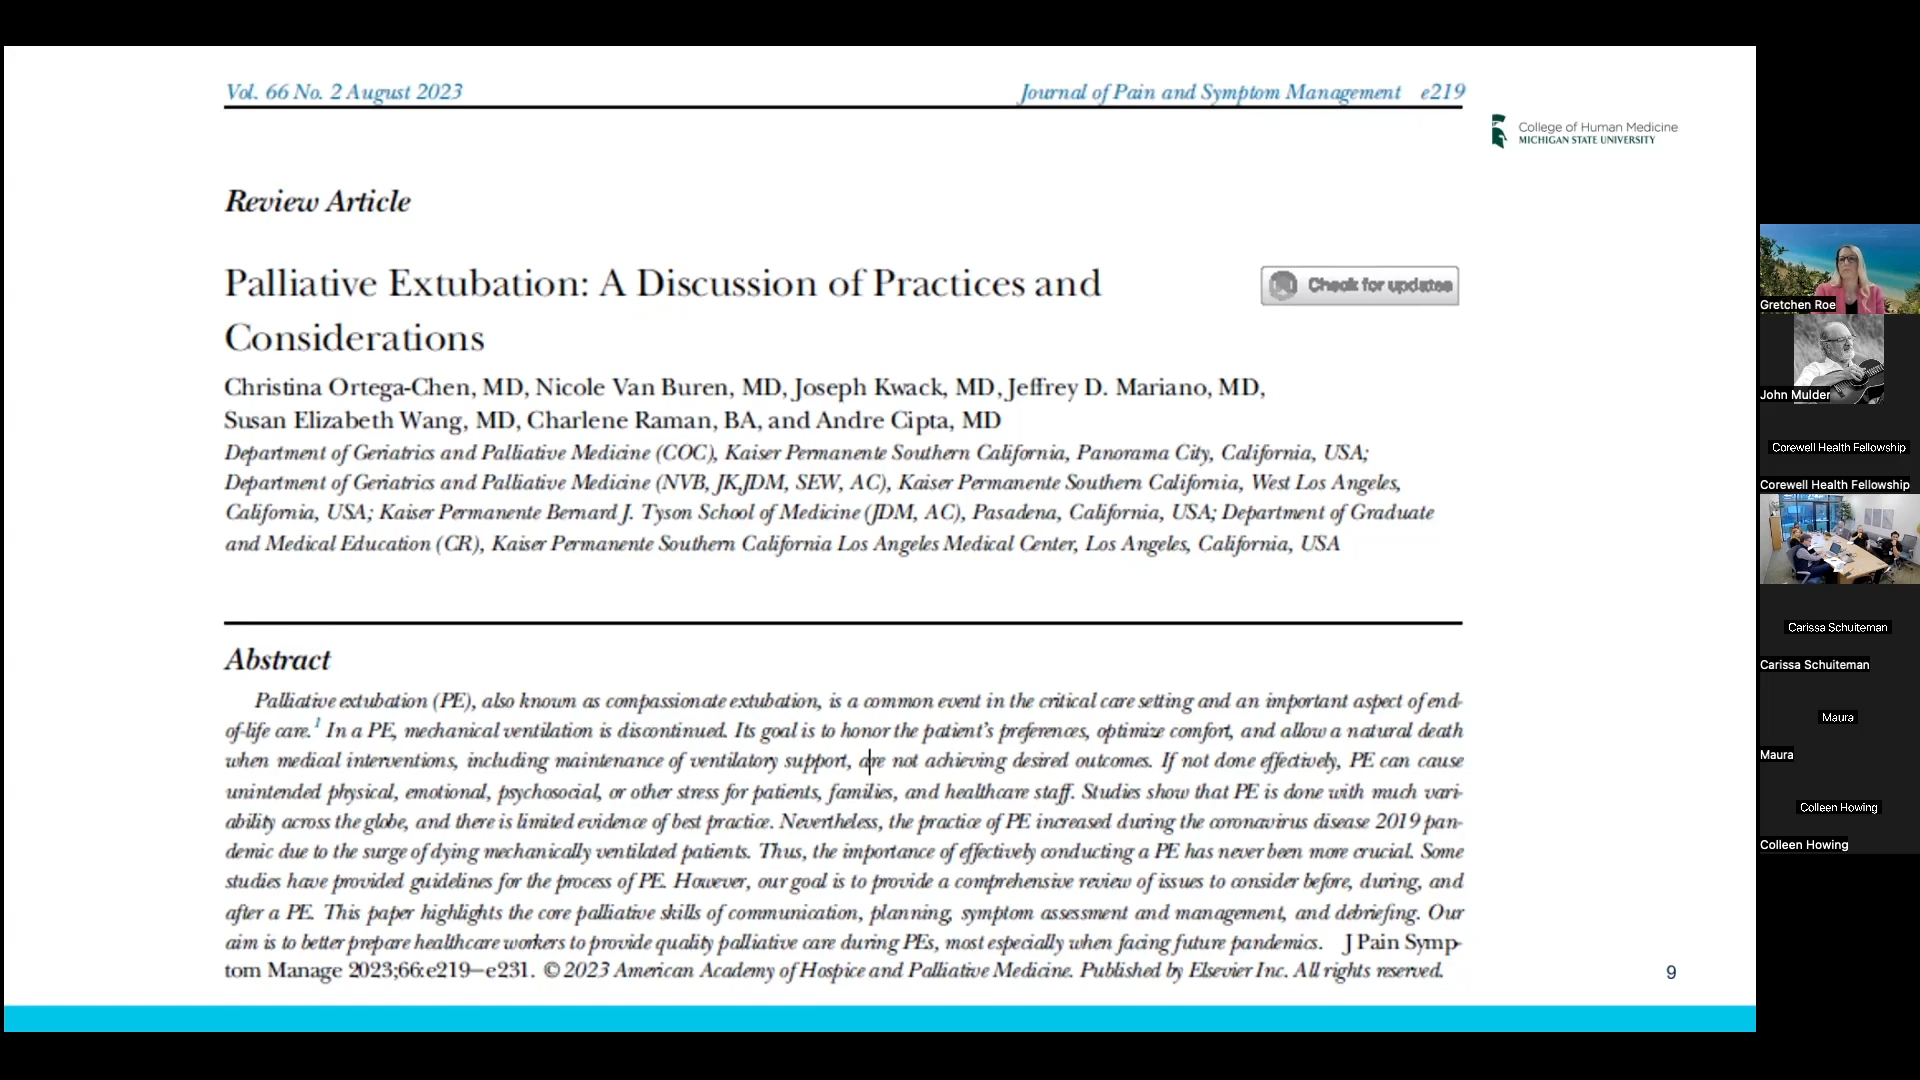 Vol. 66 No. 2 August 2023
Journal of Pain and Symptom Management e219
College of Human Medicine
MICHIGAN STATE UNIVERSITY
Review Article
Palliative Extubation: A Discussion of Practices and
Considerations
Check for updates
Christina Ortega-Chen, MD, Nicole Van Buren, MD, Joseph Kwack, MD, Jeffrey D. Mariano, MD,
Susan Elizabeth Wang, MD, Charlene Raman, BA, and Andre Cipta, MD
Department of Geriatrics and Palliative Medicine (COC), Kaiser Permanente Southern California, Panorama City, California, USA;
Department of Geriatrics and Palliative Medicine (NVB, JK,JDM, SEW, AC), Kaiser Permanente Southern California, West Los Angeles,
California, USA; Kaiser Permanente Bernard J. Tyson School of Medicine (JDM, AC), Pasadena, California, USA; Department of Graduate
and Medical Education (CR), Kaiser Permanente Southern California Los Angeles Medical Center, Los Angeles, California, USA
Abstract
Palliative extubation (PE), also known as compassionate extubation, is a common event in the critical care setting and an important aspect of end-
of-life care.1 In a PE, mechanical ventilation is discontinued. Its goal is to honor the patient's preferences, optimize comfort, and allow a natural death
when medical interventions, including maintenance of ventilatory support, are not achieving desired outcomes. If not done effectively, PE can cause
unintended physical, emotional, psychosocial, or other stress for patients, families, and healthcare staff. Studies show that PE is done with much vari-
ability across the globe, and there is limited evidence of best practice. Nevertheless, the practice of PE increased during the coronavirus disease 2019 pan-
demic due to the surge of dying mechanically ventilated patients. Thus, the importance of effectively conducting a PE has never been more crucial. Some
studies have provided guidelines for the process of PE. However, our goal is to provide a comprehensive review of issues to consider before, during, and
after a PE. This paper highlights the core palliative skills of communication, planning, symptom assessment and management, and debriefing. Our
aim is to better prepare healthcare workers to provide quality palliative care during PEs, most especially when facing future pandemics. J Pain Symp-
tom Manage 2023;66:e219–e231. © 2023 American Academy of Hospice and Palliative Medicine. Published by Elsevier Inc. All rights reserved.
9
Gretchen Roe
John Mulder
Corewell Health Fellowship
Corewell Health Fellowship
Carissa Schuiteman
Carissa Schuiteman
Maura
Maura
Colleen Howing
Colleen Howing